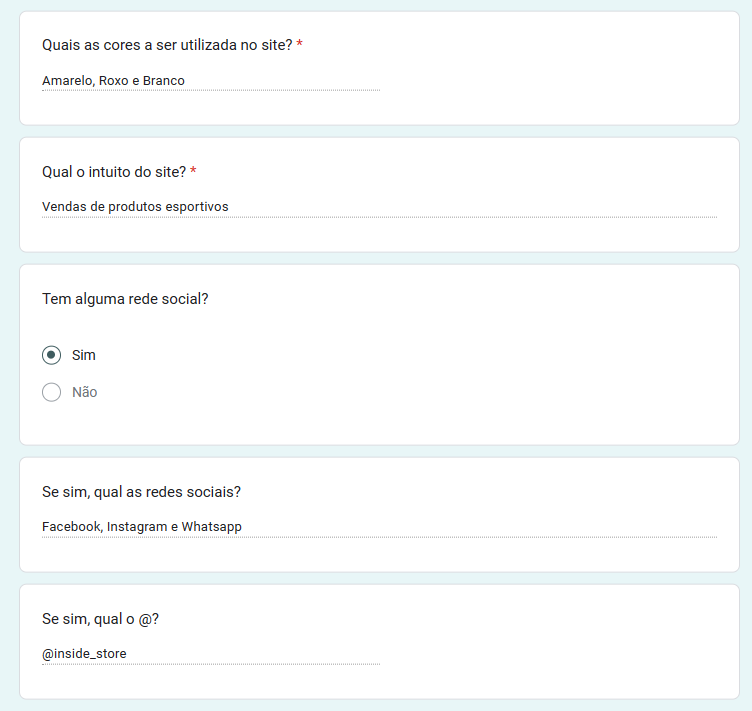 Quais as cores a ser utilizada no site? *
Amarelo, Roxo e Branco
Qual o intuito do site? *
Vendas de produtos esportivos
Tem alguma rede social?
Sim
Não
Se sim, qual as redes sociais?
Facebook, Instagram e Whatsapp
Se sim, qual o @?
@inside_store